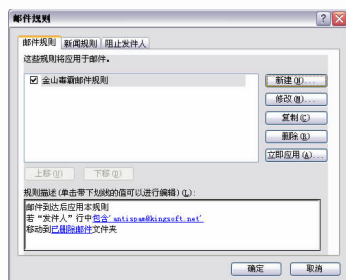 邮件规则
邮件规则 新闻规则 阻止发件人
这些规则将应用于邮件。
金山毒霸邮件规则
新建(N)...
修改(M)...
复制(C)
删除(R)
立即应用(A)...
上移(U) 下移(D)
规则描述(单击带下划线的值可以进行编辑)(L):
邮件到达后应用本规则
若“发件人”行中包含'antispam@kingsoft.net'
移动到已删除邮件文件夹
确定 取消